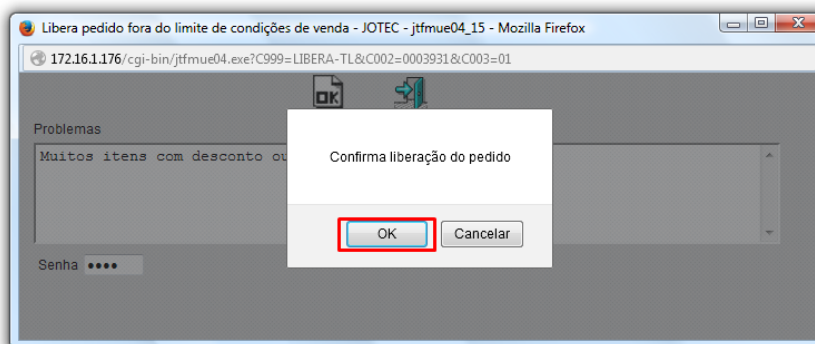 Libera pedido fora do limite de condições de venda - JOTEC - jtfmue04_15 - Mozilla Firefox
172.16.1.176/cgi-bin/jtfmue04.exe?C999=LIBERA-TL&C002=0003931&C003=01
OK
Problemas
Muitos itens com desconto ou
Confirma liberação do pedido
OK Cancelar
Senha